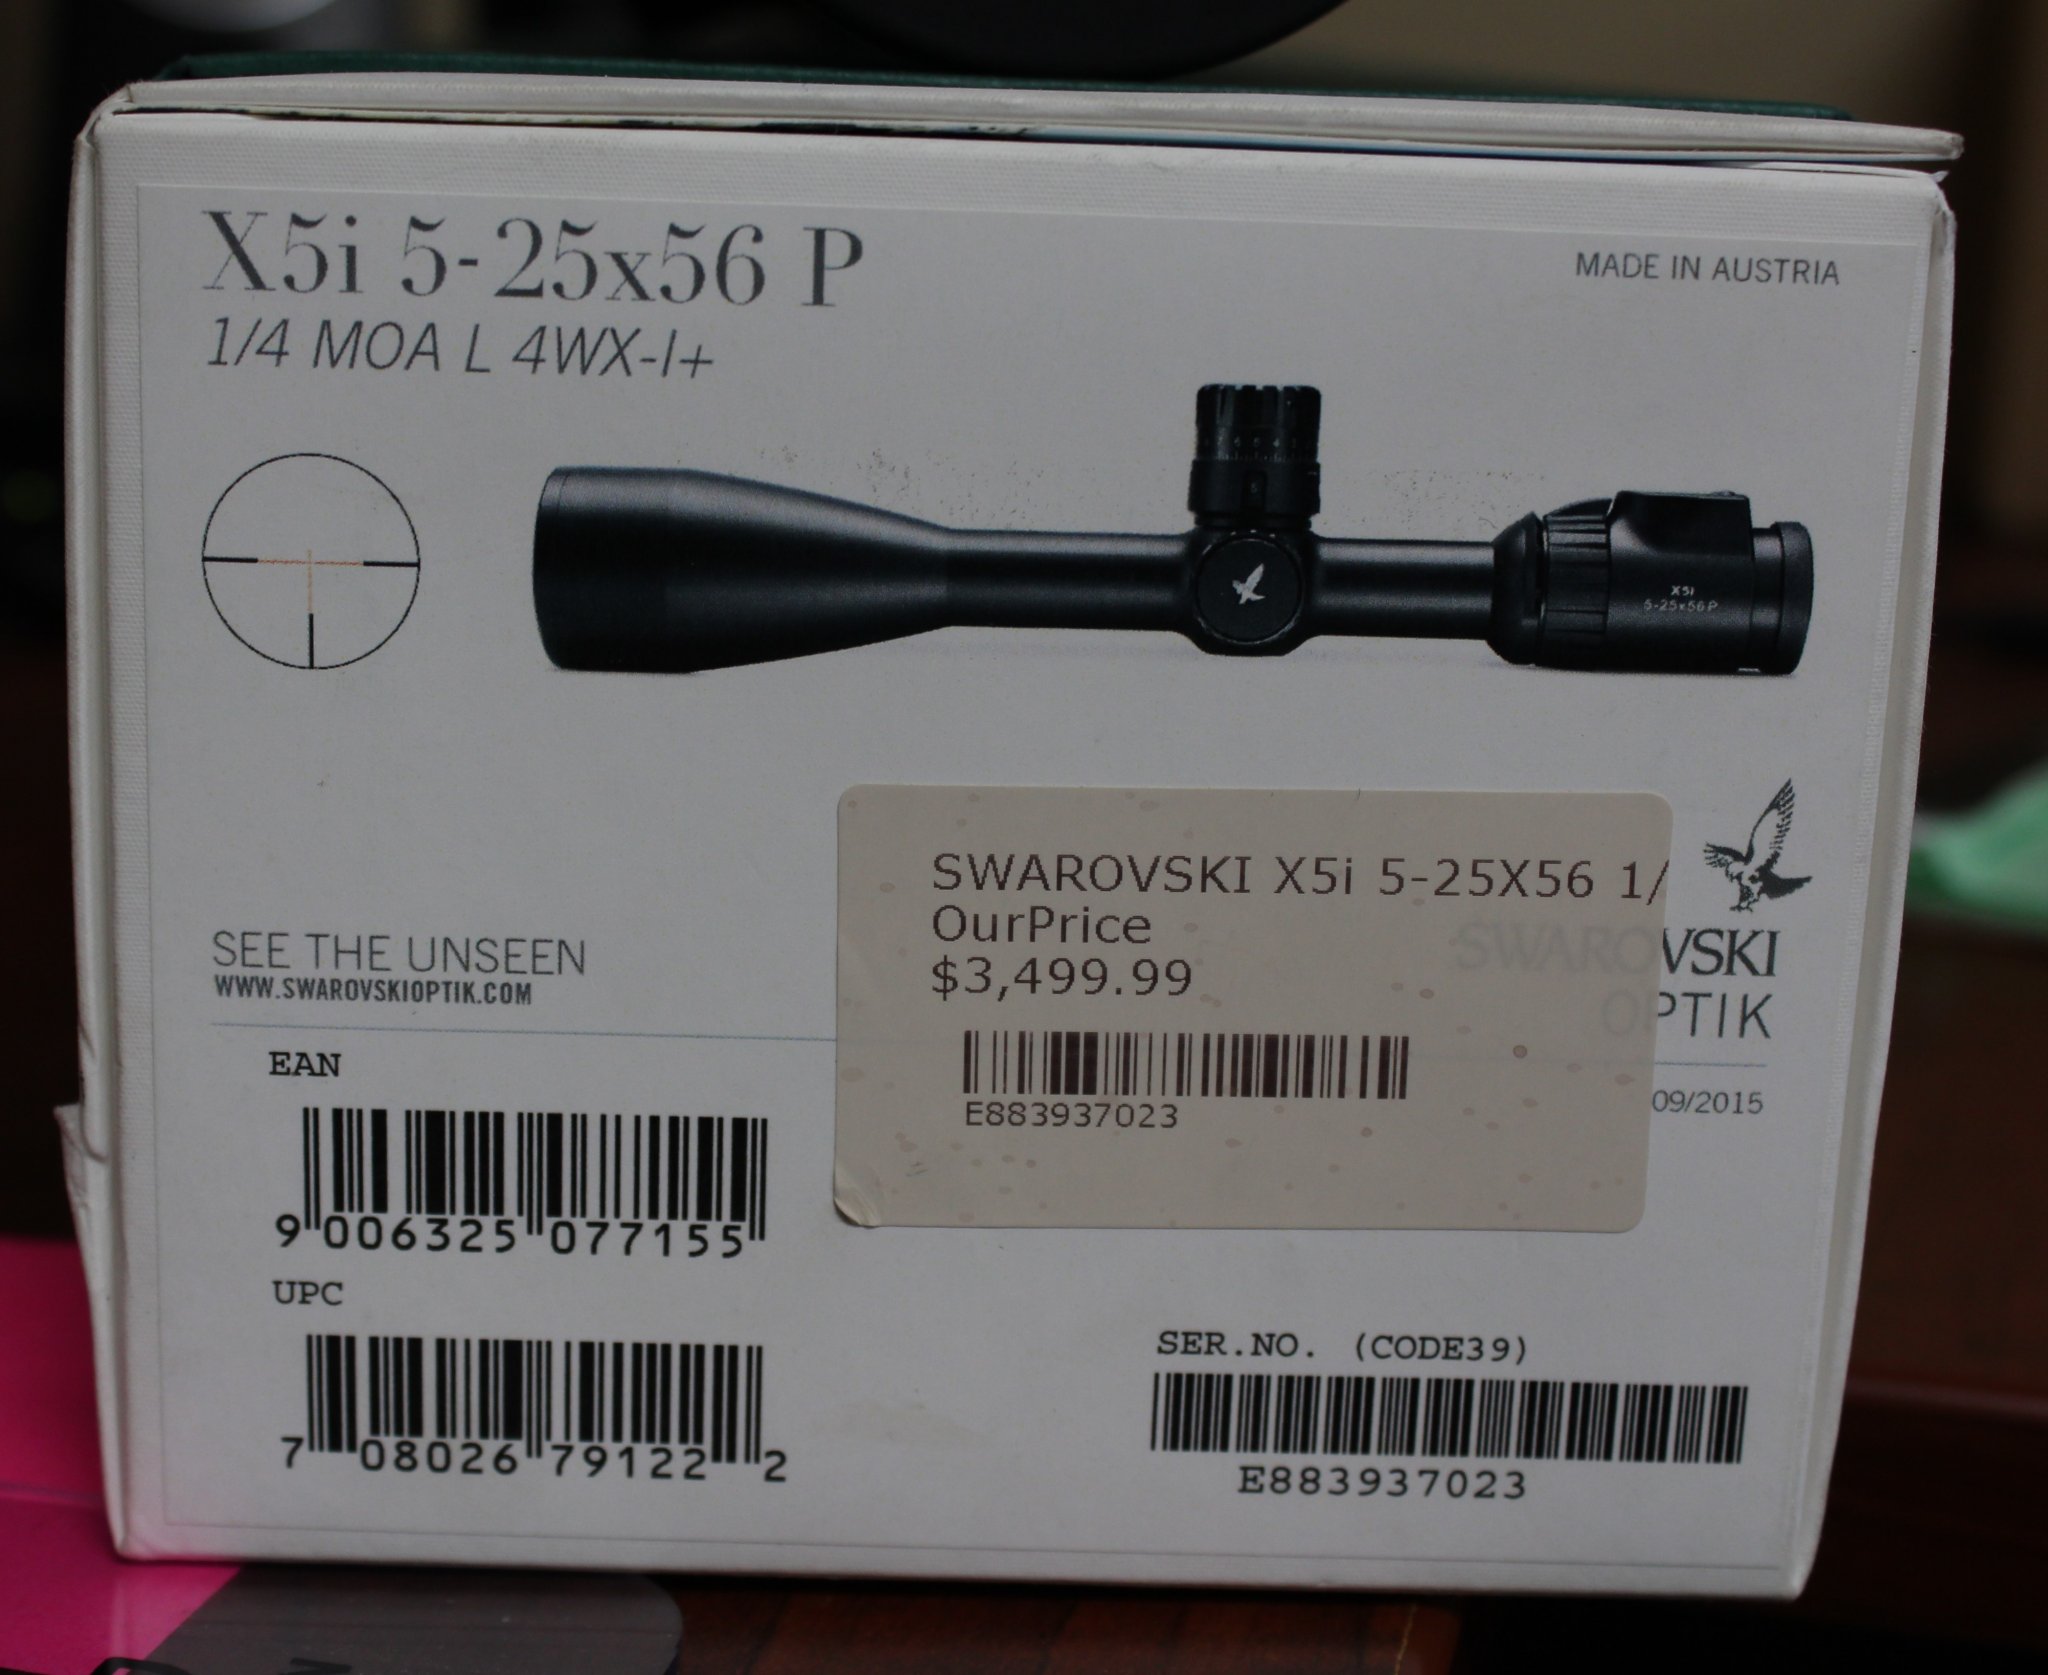 X5i 5-25x56 P
MADE IN AUSTRIA
1/4 MOA L 4WX-I+
X5i
5-25x56 P
SWAROVSKI X5i 5-25X56 1/
OurPrice
$3,499.99
E883937023
SWAROVSKI
OPTIK
SEE THE UNSEEN
WWW.SWAROVSKIOPTIK.COM
09/2015
EAN
9 006325 077155
UPC
7 08026 79122 2
SER.NO. (CODE39)
E883937023